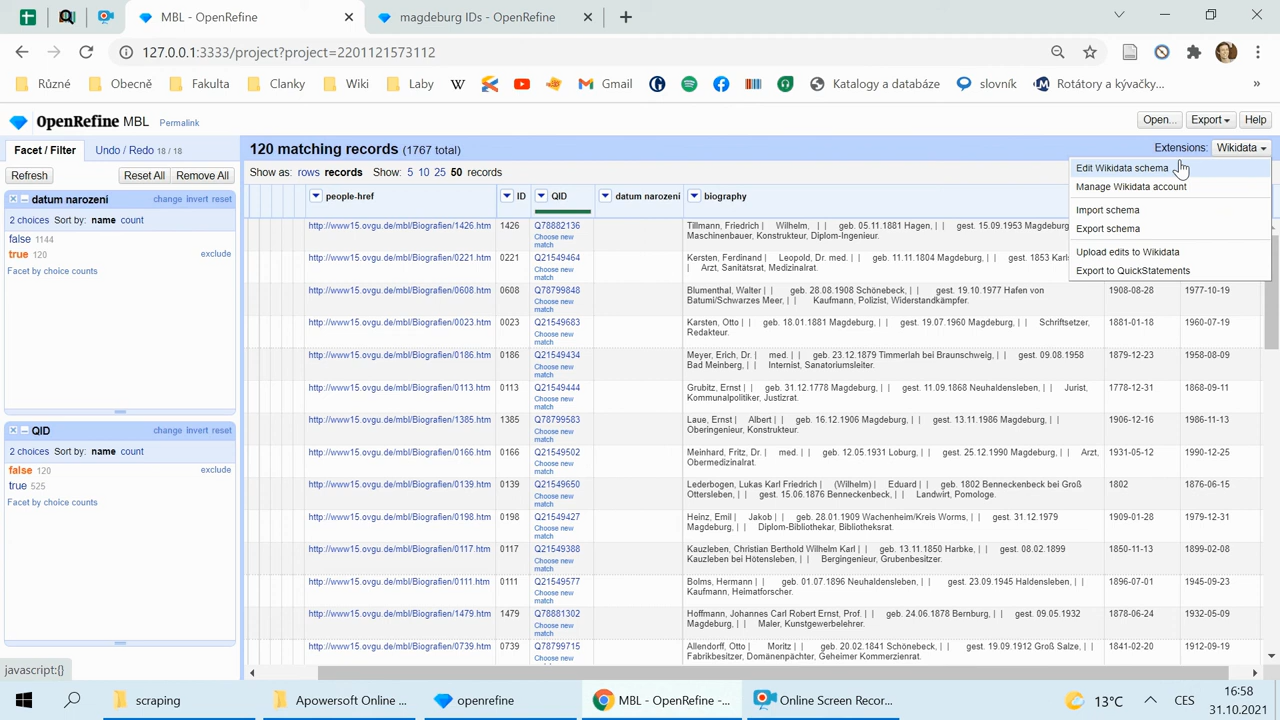 MBL - OpenRefine
magdeburg IDs - OpenRefine
127.0.0.1:3333/project?project=2201121573112
Různé
Obecně
Fakulta
Clanky
Wiki
Laby
Gmail
Katalogy a databáze
slovník
Rotátory a kývačky...
»
OpenRefine MBL Permalink
Open...
Export
Help
Facet / Filter
Undo / Redo 18 / 18
120 matching records (1767 total)
Extensions: Wikidata
Refresh
Reset All
Remove All
Show as: rows records Show: 5 10 25 50 records
Edit Wikidata schema
Manage Wikidata account
Import schema
Export schema
Upload edits to Wikidata
Export to QuickStatements
datum narození
change invert reset
2 choices Sort by: name count
false 1144
true 120
exclude
Facet by choice counts
QID
change invert reset
2 choices Sort by: name count
false 120
exclude
true 525
Facet by choice counts
people-href
ID
QID
datum narození
biography
http://www15.ovgu.de/mbl/Biografien/1426.htm 1426 Q78882136 Choose new match Tillmann, Friedrich | Wilhelm, | | geb. 05.11.1881 Hagen, | | gest. 15.09.1953 Magdeburg
Maschinenbauer, Konstrukteur, Diplom-Ingenieur.
http://www15.ovgu.de/mbl/Biografien/0221.htm 0221 Q21549464 Choose new match Kersten, Ferdinand | Leopold, Dr. med. | | geb. 11.11.1804 Magdeburg, | | gest. 1853 Karls
| Arzt, Sanitätsrat, Medizinalrat.
http://www15.ovgu.de/mbl/Biografien/0608.htm 0608 Q78799848 Choose new match Blumenthal, Walter | | geb. 28.08.1908 Schönebeck, | | gest. 19.10.1977 Hafen von 1908-08-28 1977-10-19
Batumi/Schwarzes Meer, | | Kaufmann, Polizist, Widerstandkämpfer.
http://www15.ovgu.de/mbl/Biografien/0023.htm 0023 Q21549683 Choose new match Karsten, Otto | | geb. 18.01.1881 Magdeburg, | | gest. 19.07.1960 Magdeburg, | | Schriftsetzer, 1881-01-18 1960-07-19
Redakteur.
http://www15.ovgu.de/mbl/Biografien/0186.htm 0186 Q21549434 Choose new match Meyer, Erich, Dr. | med. | | geb. 23.12.1879 Timmerlah bei Braunschweig, | | gest. 09.08.1958 1879-12-23 1958-08-09
Bad Meinberg, | | Internist, Sanatoriumsleiter.
http://www15.ovgu.de/mbl/Biografien/0113.htm 0113 Q21549444 Choose new match Grubitz, Ernst | | geb. 31.12.1778 Magdeburg, | | gest. 11.09.1868 Neuhaldensleben, | | Jurist, 1778-12-31 1868-09-11
Kommunalpolitiker, Justizrat.
http://www15.ovgu.de/mbl/Biografien/1385.htm 1385 Q78799583 Choose new match Laue, Ernst | Albert | | geb. 16.12.1906 Magdeburg, | | gest. 13.11.1986 Magdeburg, | | 1906-12-16 1986-11-13
Oberingenieur, Konstrukteur.
http://www15.ovgu.de/mbl/Biografien/0166.htm 0166 Q21549502 Choose new match Meinhard, Fritz, Dr. | med. | | geb. 12.05.1931 Loburg, | | gest. 25.12.1990 Magdeburg, | | Arzt, 1931-05-12 1990-12-25
Obermedizinalrat.
http://www15.ovgu.de/mbl/Biografien/0139.htm 0139 Q21549650 Choose new match Lederbogen, Lukas Karl Friedrich | (Wilhelm) | Eduard | | geb. 1802 Benneckenbeck bei Groß 1802 1876-06-15
Ottersleben, | | gest. 15.06.1876 Benneckenbeck, | | Landwirt, Pomologe.
http://www15.ovgu.de/mbl/Biografien/0198.htm 0198 Q21549427 Choose new match Heinz, Emil | Jakob | | geb. 28.01.1909 Wachenheim/Kreis Worms, | | gest. 31.12.1979 1909-01-28 1979-12-31
Magdeburg, | | Diplom-Bibliothekar, Bibliotheksrat.
http://www15.ovgu.de/mbl/Biografien/0117.htm 0117 Q21549388 Choose new match Kauzleben, Christian Berthold Wilhelm Karl | | geb. 13.11.1850 Harbke, | | gest. 08.02.1899 1850-11-13 1899-02-08
Kauzleben bei Hötensleben, | | Bergingenieur, Grubenbesitzer.
http://www15.ovgu.de/mbl/Biografien/0111.htm 0111 Q21549577 Choose new match Bolms, Hermann | | geb. 01.07.1896 Neuhaldensleben, | | gest. 23.09.1945 Haldensleben, | | 1896-07-01 1945-09-23
Kaufmann, Heimatforscher.
http://www15.ovgu.de/mbl/Biografien/1479.htm 1479 Q78881302 Choose new match Hoffmann, Johannes Carl Robert Ernst, Prof. | | geb. 24.06.1878 Bernburg, | | gest. 09.05.1932 1878-06-24 1932-05-09
Magdeburg, | | Maler, Kunstgewerbelehrer.
http://www15.ovgu.de/mbl/Biografien/0739.htm 0739 Q78799715 Choose new Allendorf, Otto | Moritz | | geb. 20.02.1841 Schönebeck, | | gest. 19.09.1912 Groß Salze, | | 1841-02-20 1912-09-19
Fabrikbesitzer, Domänenpächter, Geheimer Kommerzienrat.
javascript:{}
scraping
Apowersoft Online ...
openrefine
MBL - OpenRefine -...
Online Screen Recor...
13°C
CES
16:58
31.10.2021